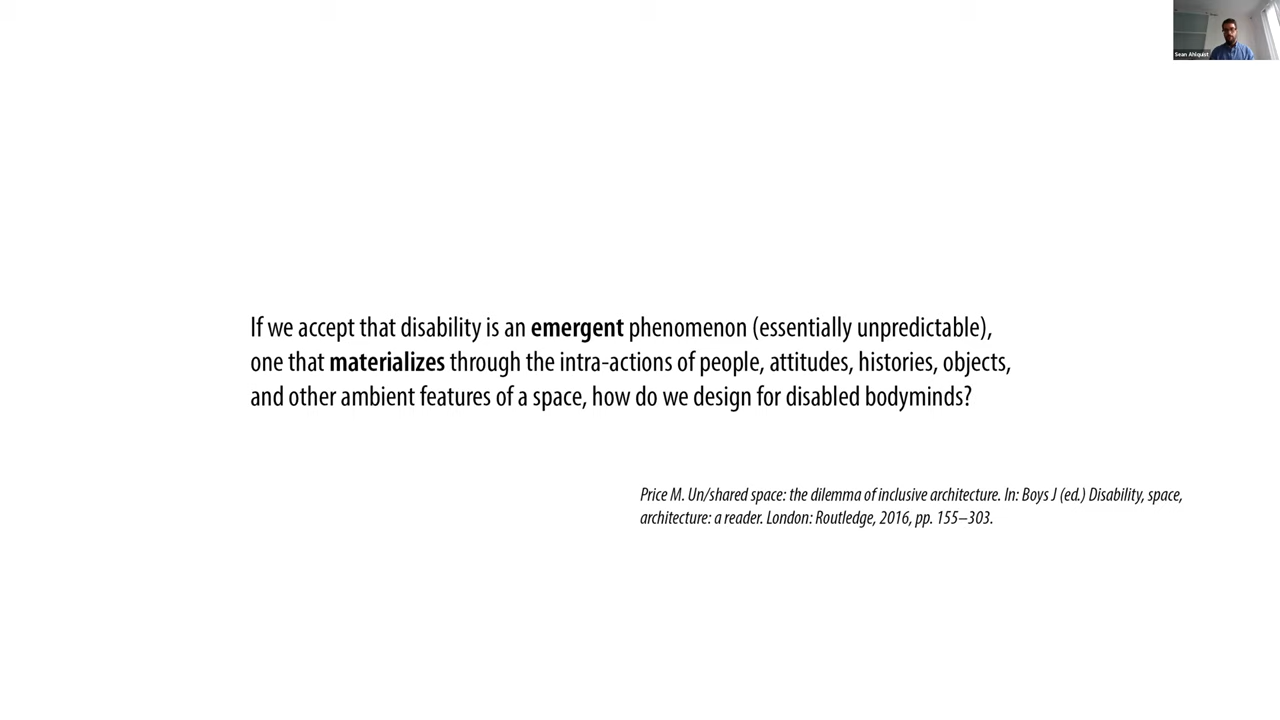 Sean Ahlquist
If we accept that disability is an emergent phenomenon (essentially unpredictable),
one that materializes through the intra-actions of people, attitudes, histories, objects,
and other ambient features of a space, how do we design for disabled bodyminds?
Price M. Un/shared space: the dilemma of inclusive architecture. In: Boys J (ed.) Disability, space,
architecture: a reader. London: Routledge, 2016, pp. 155–303.